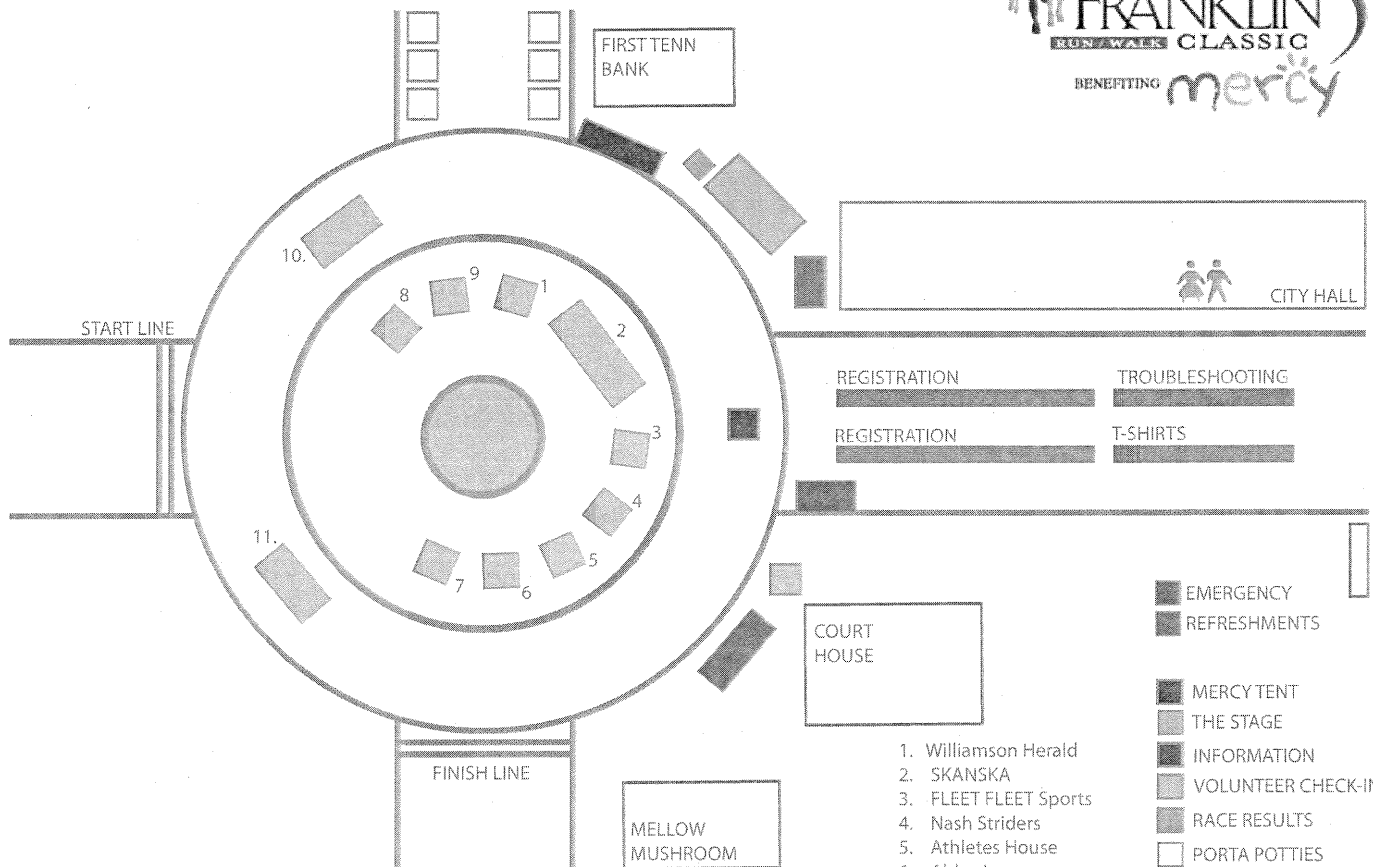 FRANKLIN
RUN / WALK CLASSIC
BENEFITING mercy
FIRST TENN
BANK
10.
9
1
8
2
CITY HALL
START LINE
REGISTRATION
TROUBLESHOOTING
REGISTRATION
T-SHIRTS
3
4
11.
5
7
6
COURT
HOUSE
FINISH LINE
MELLOW
MUSHROOM
1. Williamson Herald
2. SKANSKA
3. FLEET FLEET Sports
4. Nash Striders
5. Athletes House
EMERGENCY
REFRESHMENTS
MERCY TENT
THE STAGE
INFORMATION
VOLUNTEER CHECK-IN
RACE RESULTS
PORTA POTTIES